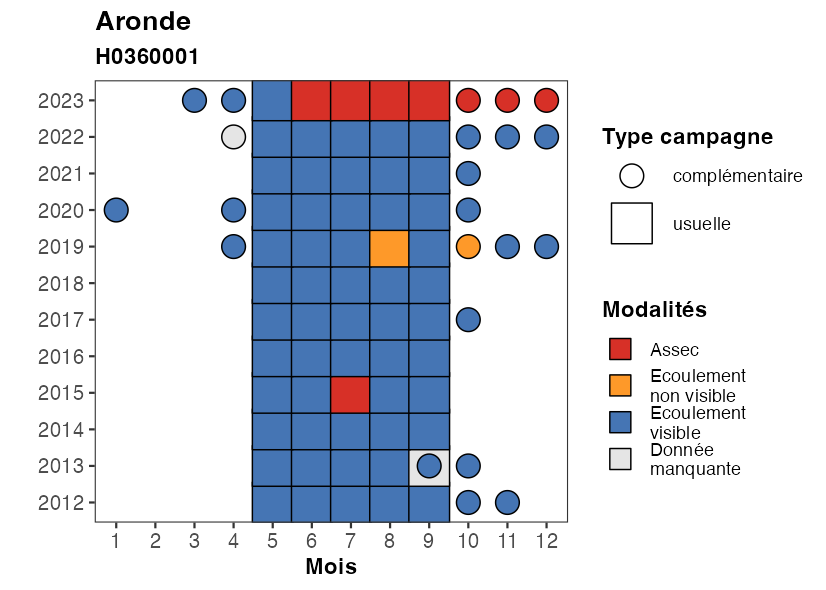 Aronde
H0360001
2023
2022
2021
2020
2019
2018
2017
2016
2015
2014
2013
2012
1 2 3 4 5 6 7 8 9 10 11 12
Mois
Type campagne
complémentaire
usuelle
Modalités
Assec
Ecoulement
non visible
Ecoulement
visible
Donnée
manquante